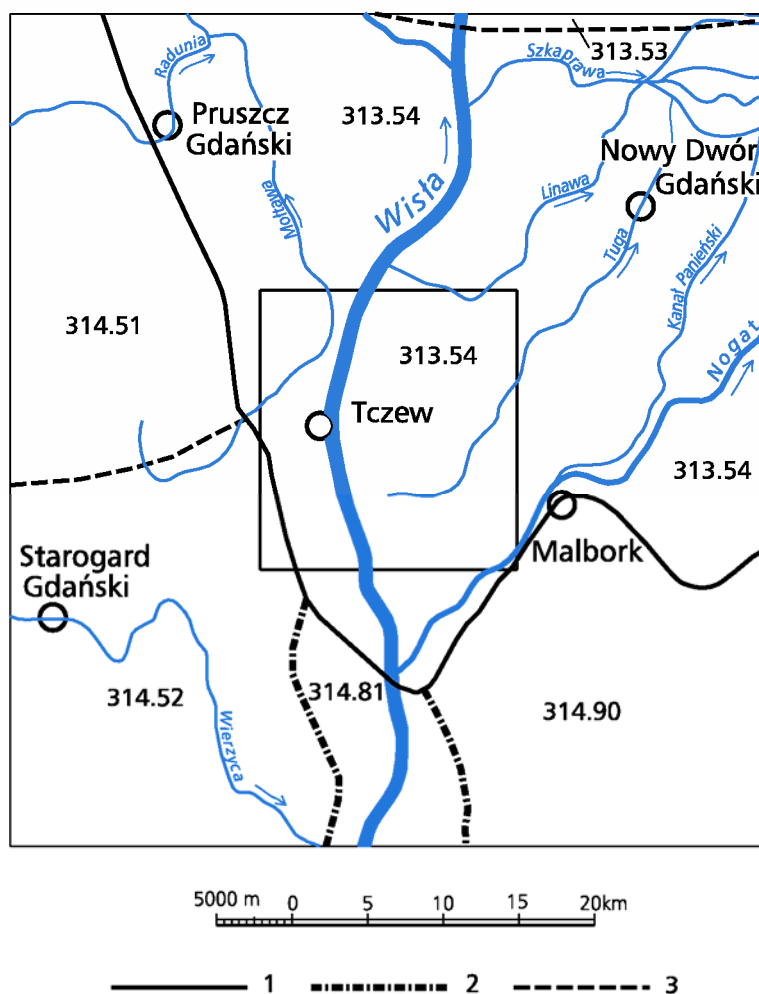 313.53
Szkaprawa
Radunia
Pruszcz
Gdański
313.54
Nowy Dwór
Gdański
Wisła
Linawa
Mołtawa
Tuga
Kanał Panieński
314.51
313.54
Nogat
Tczew
313.54
Malbork
Starogard
Gdański
314.52
314.81
314.90
Wierzyca
5000 m 0 5 10 15 20km
1 2 3